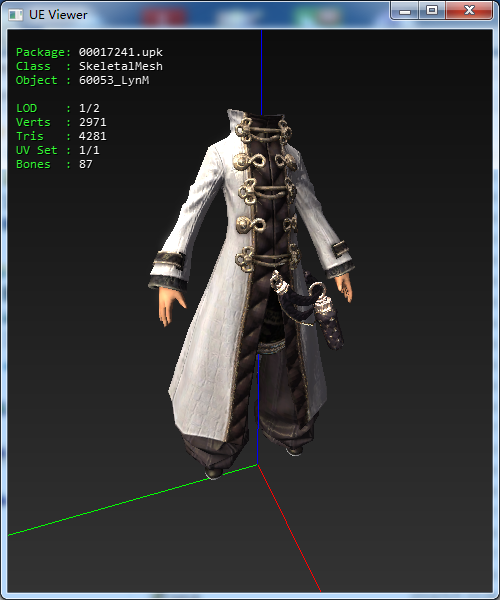 UE Viewer
Package: 00017241.upk
Class  : SkeletalMesh
Object : 60053_LynM
LOD    : 1/2
Verts  : 2971
Tris   : 4281
UV Set : 1/1
Bones  : 87